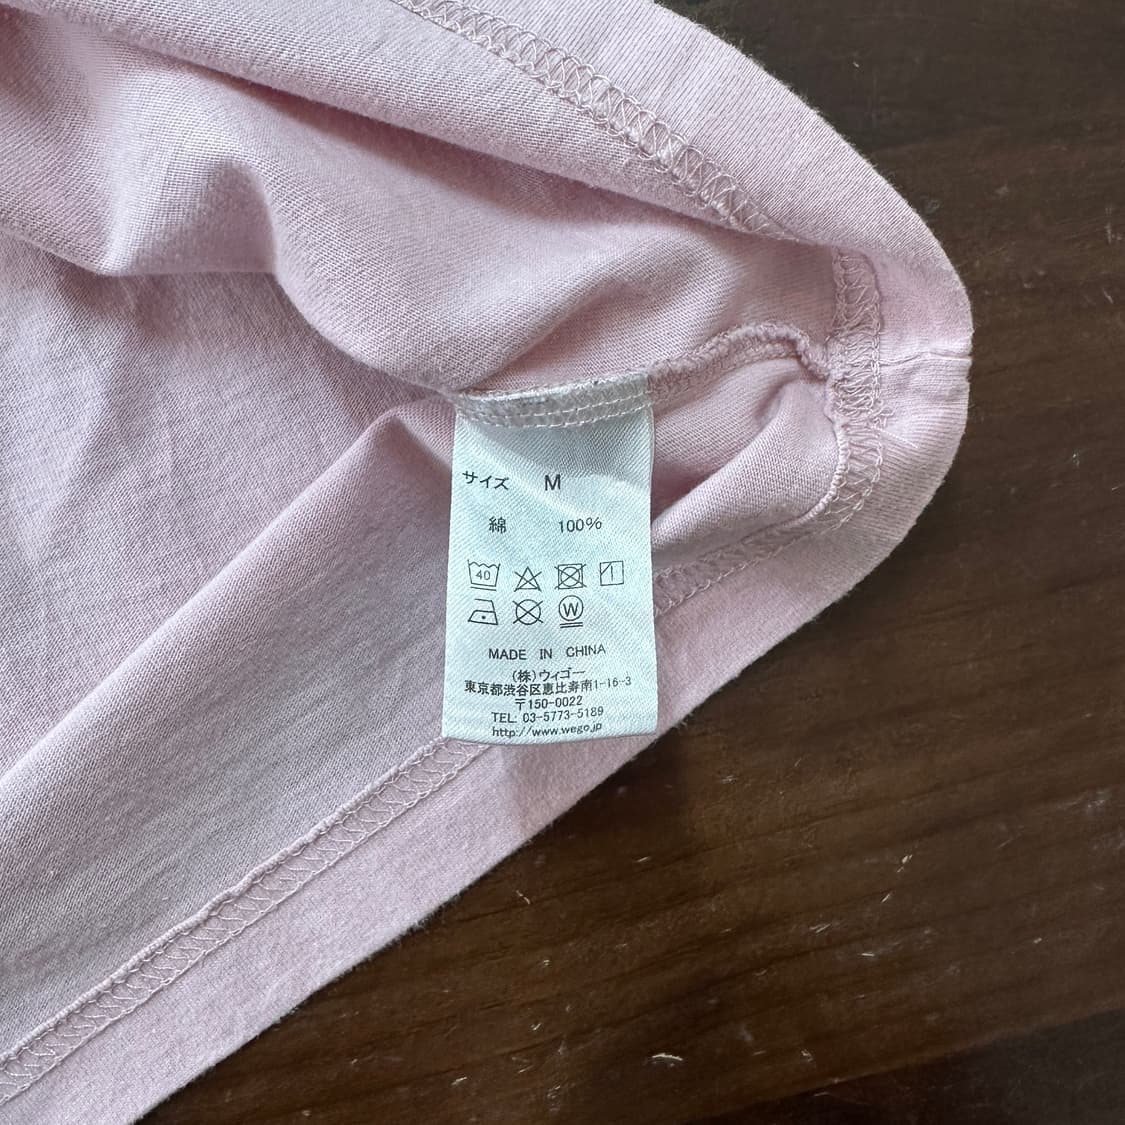 サイズ M
綿 100%
40
W
MADE IN CHINA
(株)ウィゴー
東京都渋谷区恵比寿南1-16-3
〒150-0022
TEL: 03-5773-5189
http://www.wego.jp